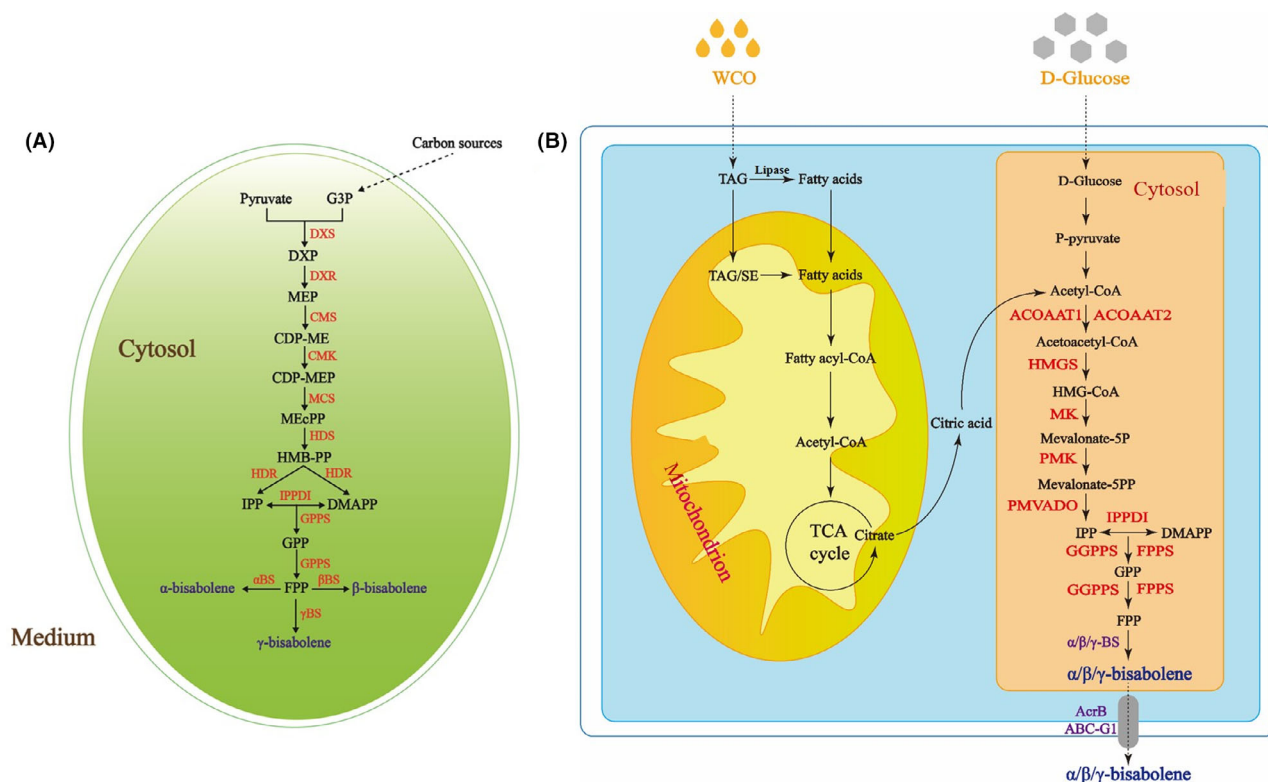 (A)
Carbon sources
Pyruvate G3P
DXS
DXP
DXR
MEP
CMS
CDP-ME
CMK
CDP-MEP
MCS
MEcPP
HDS
HMB-PP
HDR HDR
IPP IPPDI DMAPP
GPPS
GPP
GPPS
α-bisabolene αBS FPP βBS β-bisabolene
γBS
γ-bisabolene
Cytosol
Medium
(B)
WCO
D-Glucose
TAG Lipase Fatty acids
TAG/SE Fatty acids
Fatty acyl-CoA
Acetyl-CoA
TCA
cycle
Citrate
Mitochondrion
Citric acid
Cytosol
D-Glucose
P-pyruvate
Acetyl-CoA
ACOAAT1 ACOAAT2
Acetoacetyl-CoA
HMGS
HMG-CoA
MK
Mevalonate-5P
PMK
Mevalonate-5PP
PMVADO
IPPDI
IPP DMAPP
GGPPS FPPS
GPP
GGPPS FPPS
FPP
α/β/γ-BS
α/β/γ-bisabolene
AcrB
ABC-G1
α/β/γ-bisabolene